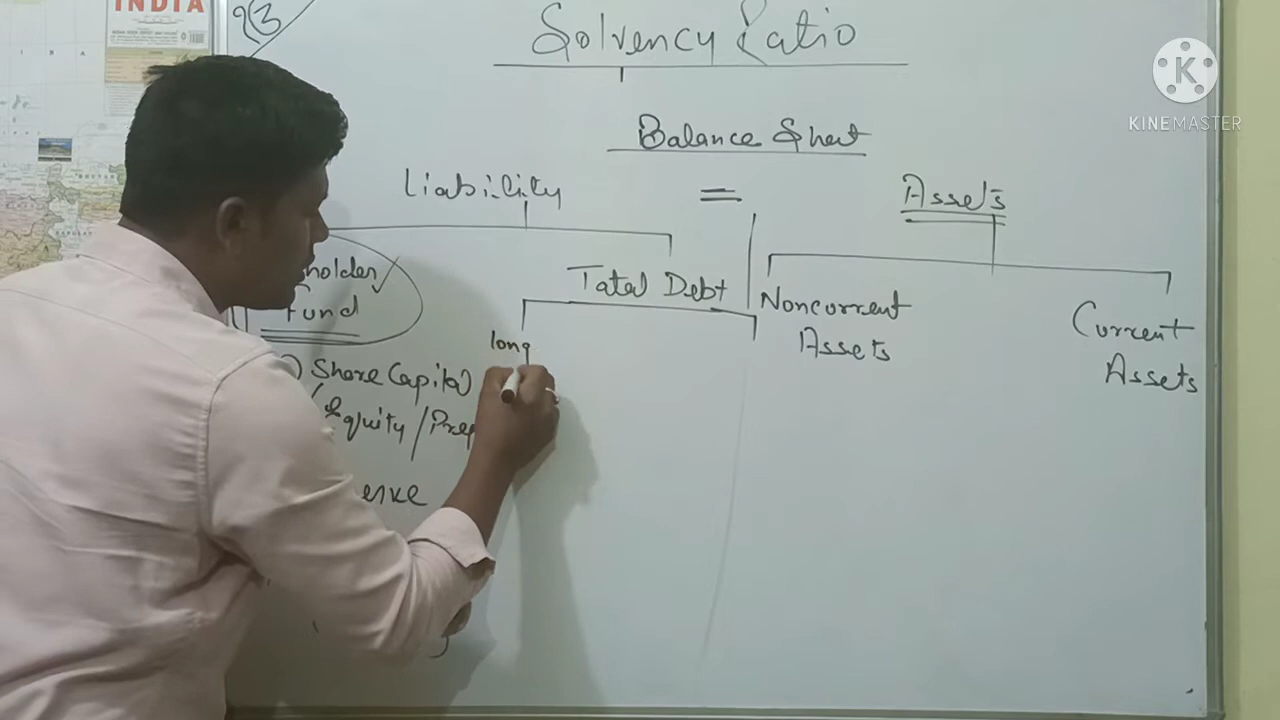 INDIA
23
Solvency Ratio
KINEMASTER
Balance Sheet
Liability = Assets
holder
Fund
Total Debt
Noncurrent
Assets
Current
Assets
long
Share Capital
(Equity/Pref
erve